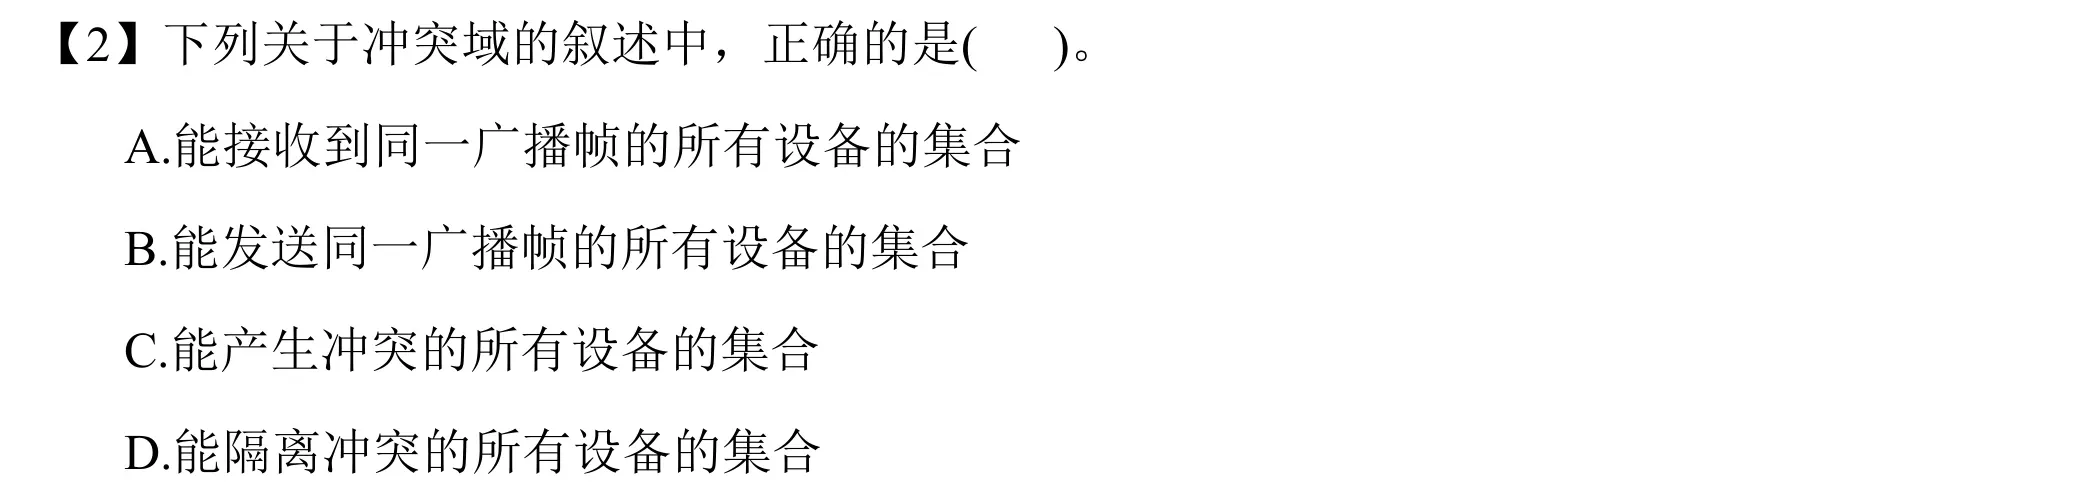 【2】下列关于冲突域的叙述中，正确的是(　　)。
A.能接收到同一广播帧的所有设备的集合
B.能发送同一广播帧的所有设备的集合
C.能产生冲突的所有设备的集合
D.能隔离冲突的所有设备的集合